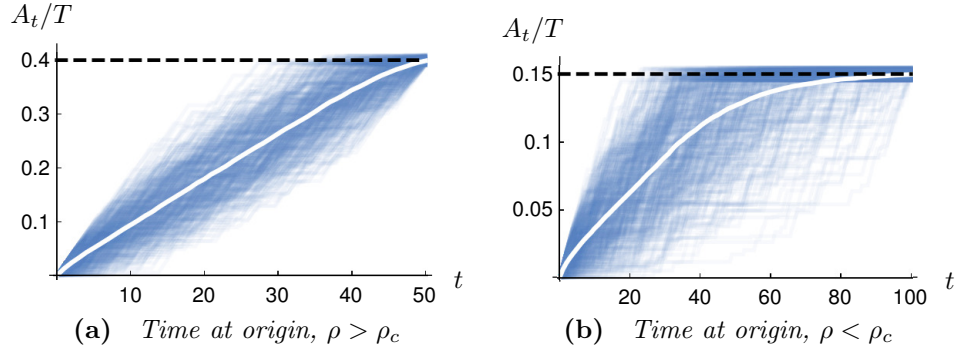 A_t/T
0.4
0.3
0.2
0.1
10 20 30 40 50 t
(a) Time at origin, ρ > ρ_c
A_t/T
0.15
0.10
0.05
20 40 60 80 100 t
(b) Time at origin, ρ < ρ_c